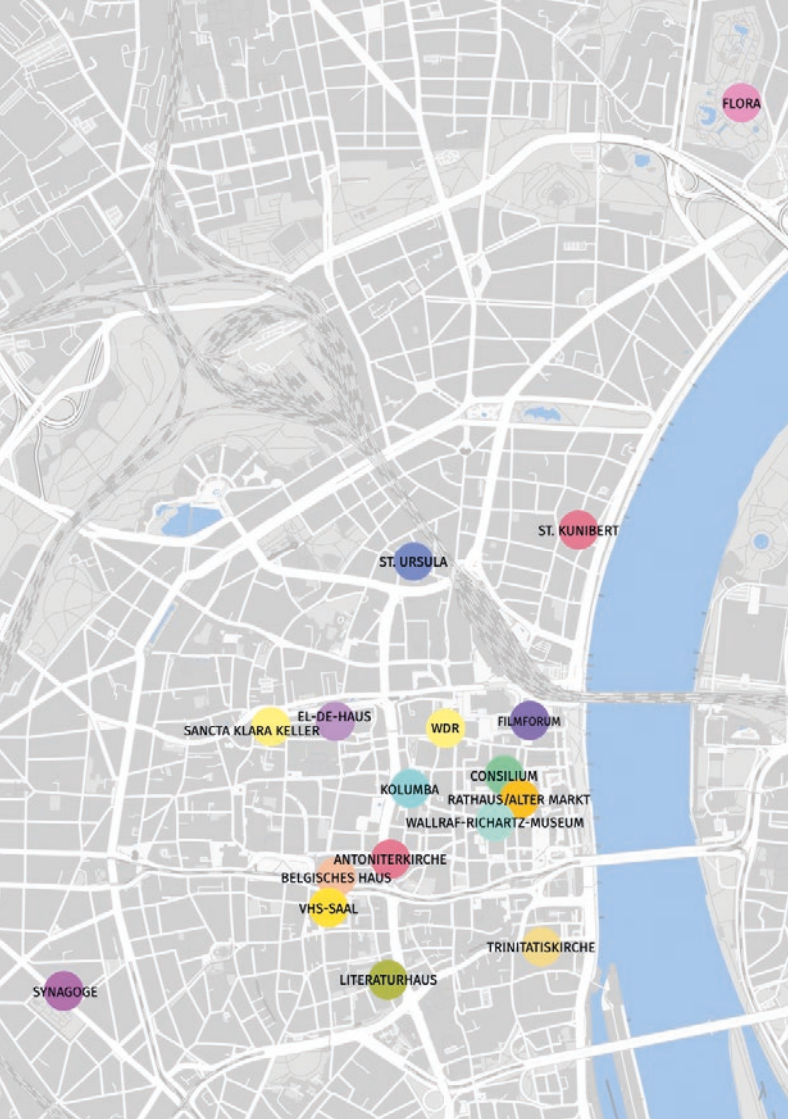 FLORA
ST. KUNIBERT
ST. URSULA
EL-DE-HAUS
SANCTA KLARA KELLER
WDR
FILMFORUM
CONSILIUM
KOLUMBA
RATHAUS/ALTER MARKT
WALLRAF-RICHARTZ-MUSEUM
ANTONITERKIRCHE
BELGISCHES HAUS
VHS-SAAL
TRINITATISKIRCHE
LITERATURHAUS
SYNAGOGE